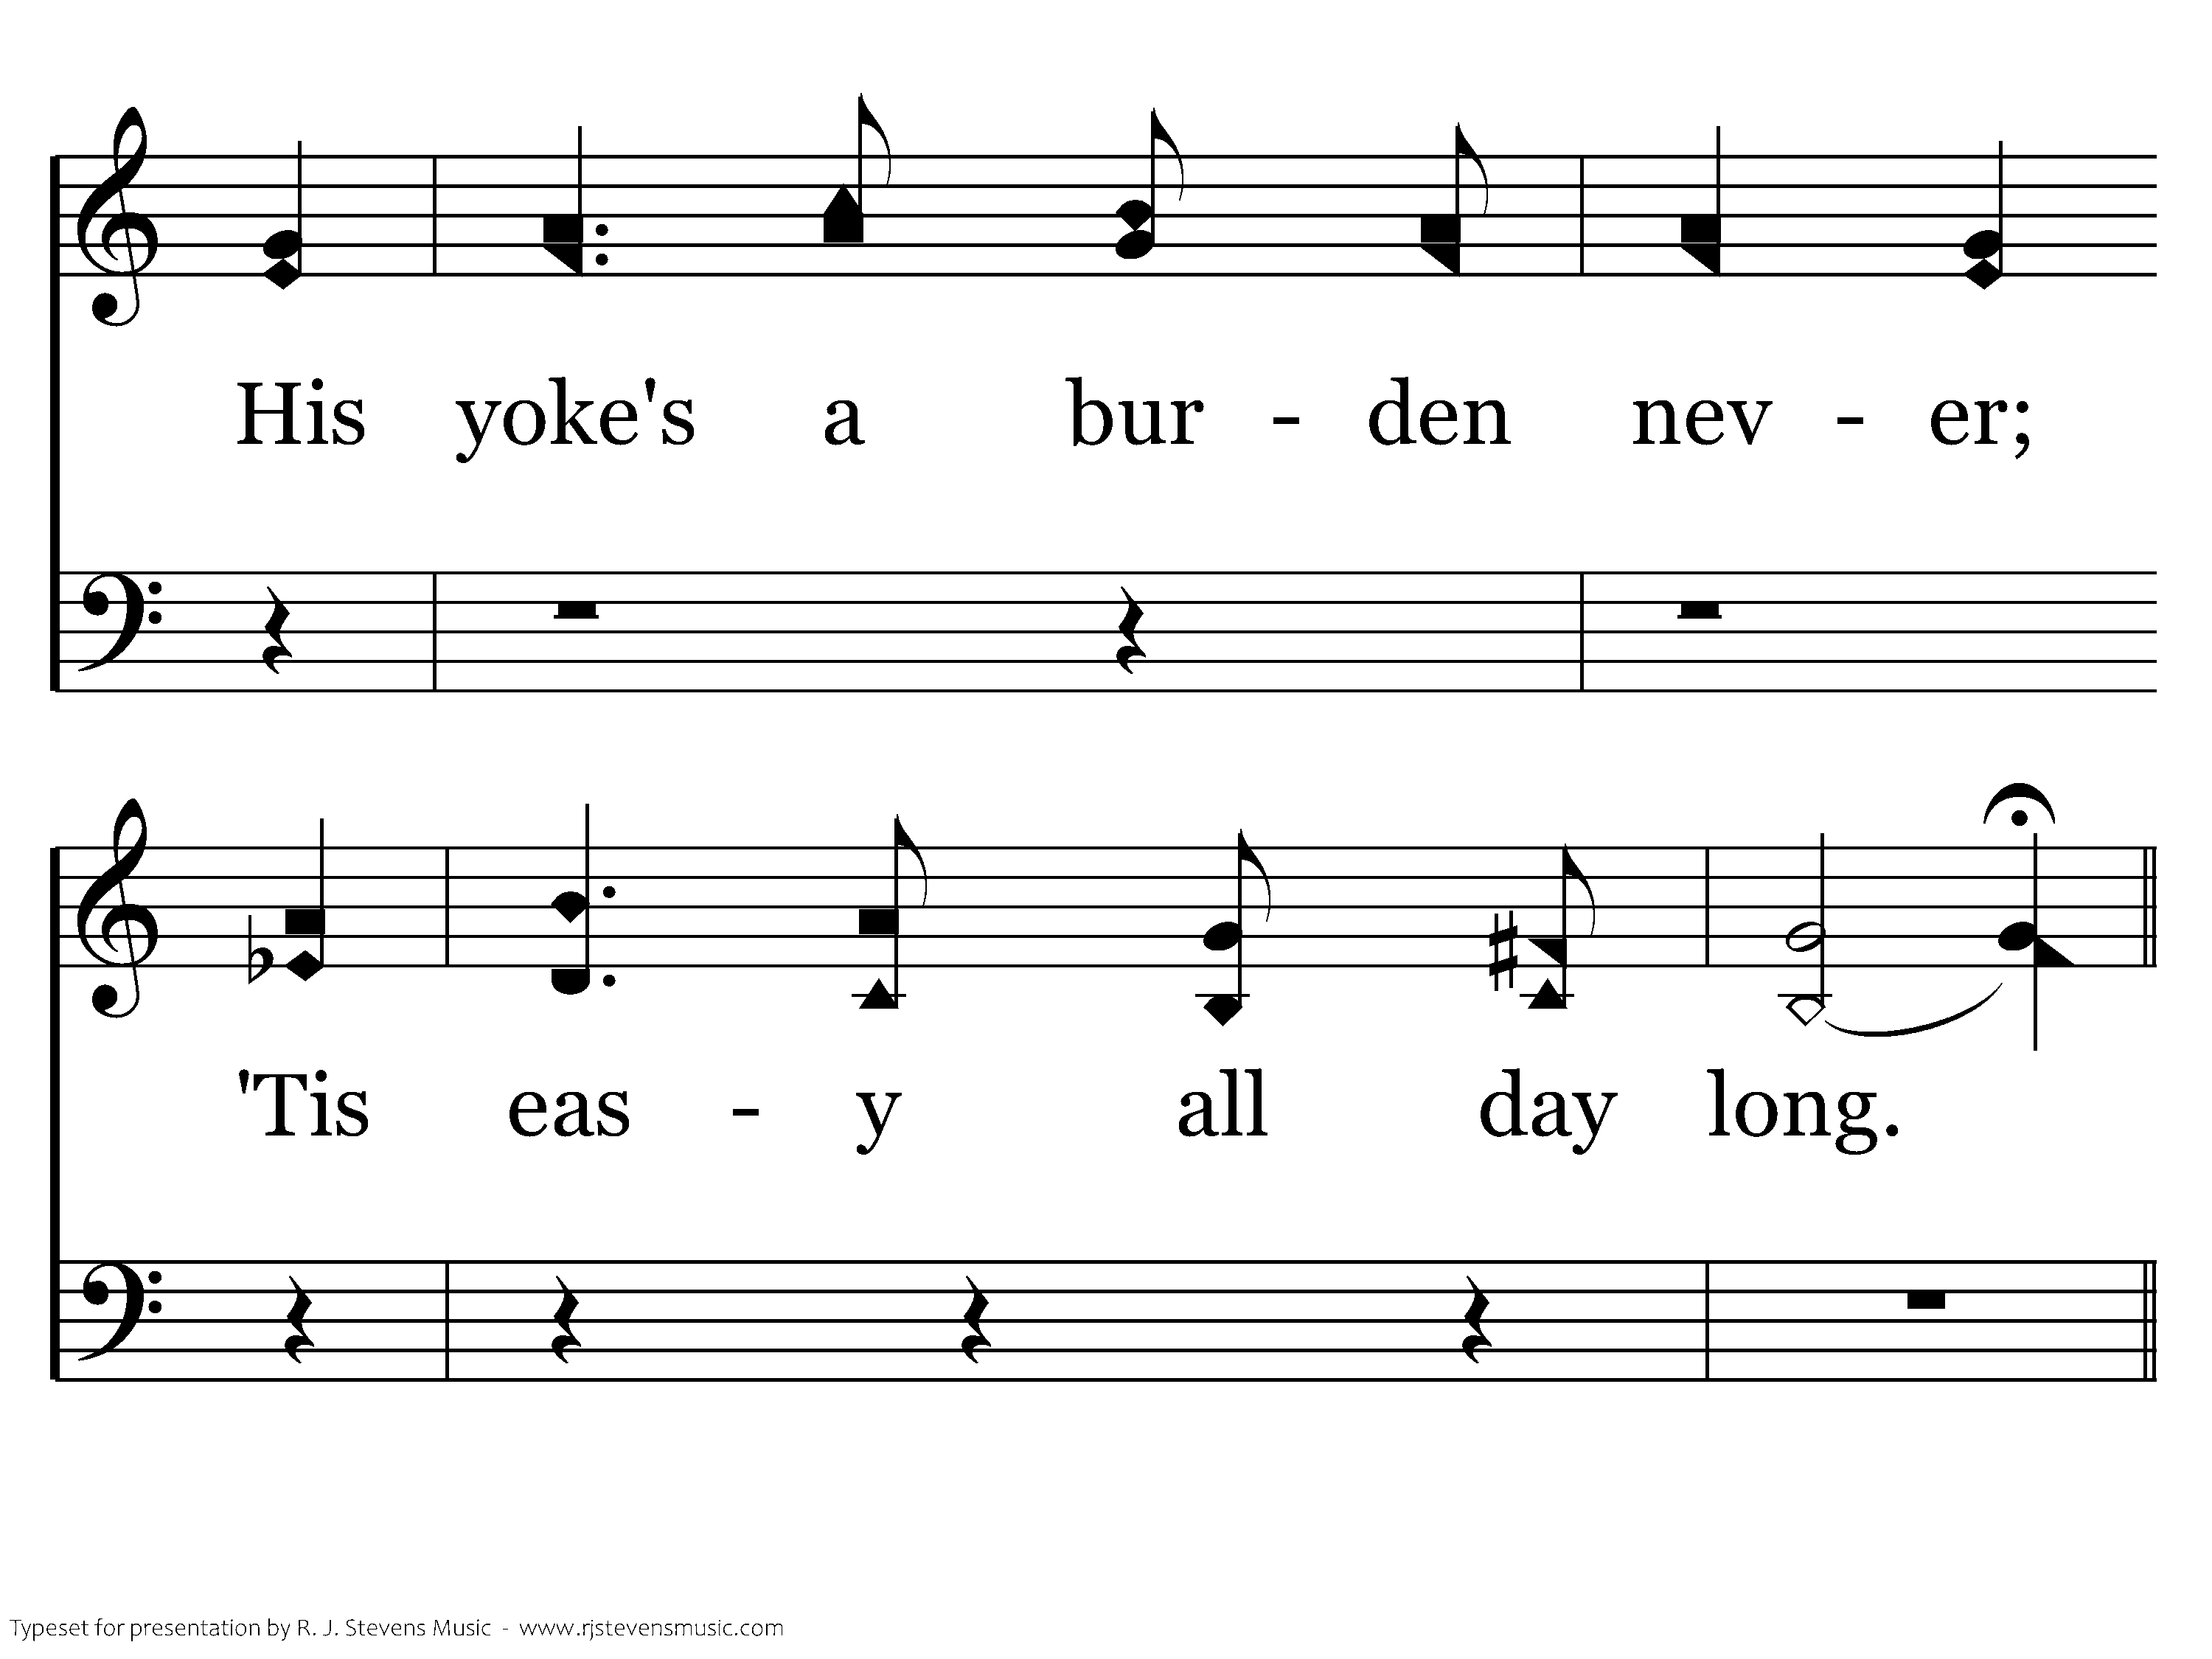 His yoke's a bur - den nev - er;
'Tis eas - y all day long.
Typeset for presentation by R. J. Stevens Music - www.rjstevensmusic.com